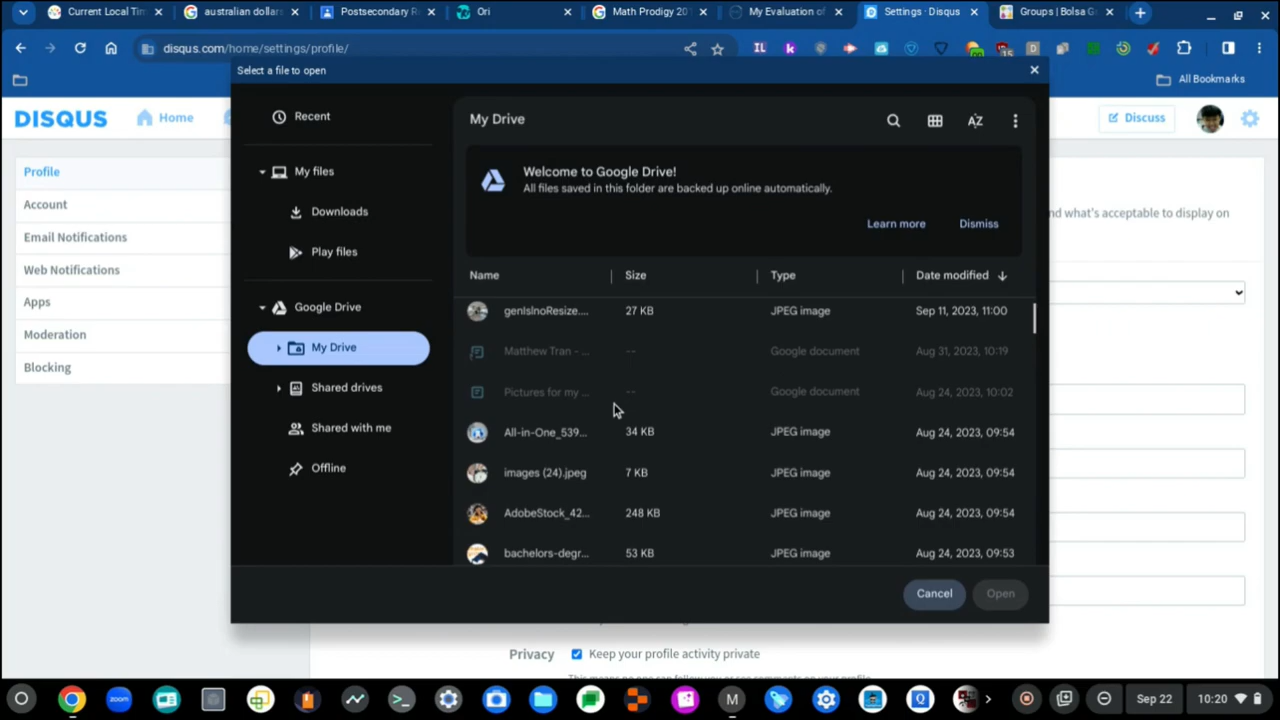 Current Local Tim
australian dollars
Postsecondary R
Ori
Math Prodigy 201
My Evaluation of
Settings · Disqus
Groups | Bolsa G
disqus.com/home/settings/profile/
All Bookmarks
Select a file to open
DISQUS
Home
Discuss
Profile
Account
Email Notifications
Web Notifications
Apps
Moderation
Blocking
nd what's acceptable to display on
Recent
My files
Downloads
Play files
Google Drive
My Drive
Shared drives
Shared with me
Offline
My Drive
Welcome to Google Drive!
All files saved in this folder are backed up online automatically.
Learn more Dismiss
Name Size Type Date modified
genIsInoResize.... 27 KB JPEG image Sep 11, 2023, 11:00
Matthew Tran - ... -- Google document Aug 31, 2023, 10:19
Pictures for my ... -- Google document Aug 24, 2023, 10:02
All-in-One_539... 34 KB JPEG image Aug 24, 2023, 09:54
images (24).jpeg 7 KB JPEG image Aug 24, 2023, 09:54
AdobeStock_42... 248 KB JPEG image Aug 24, 2023, 09:54
bachelors-degr... 53 KB JPEG image Aug 24, 2023, 09:53
Cancel Open
Privacy Keep your profile activity private
zoom
Sep 22 10:20